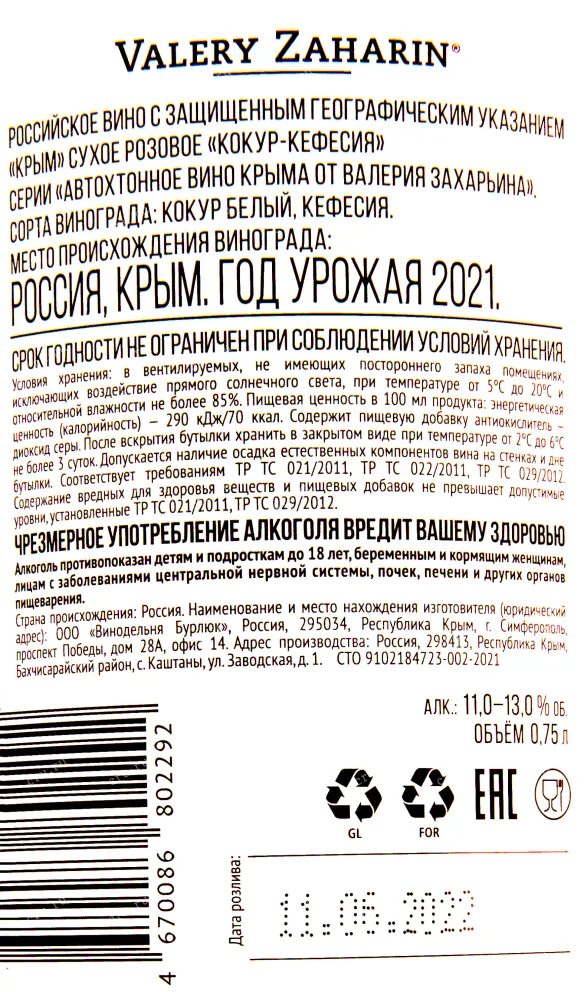 VALERY ZAHARIN®
РОССИЙСКОЕ ВИНО С ЗАЩИЩЕННЫМ ГЕОГРАФИЧЕСКИМ УКАЗАНИЕМ
«КРЫМ» СУХОЕ РОЗОВОЕ «КОКУР-КЕФЕСИЯ»
СЕРИИ «АВТОХТОННОЕ ВИНО КРЫМА ОТ ВАЛЕРИЯ ЗАХАРЬИНА».
СОРТА ВИНОГРАДА: КОКУР БЕЛЫЙ, КЕФЕСИЯ.
МЕСТО ПРОИСХОЖДЕНИЯ ВИНОГРАДА:
РОССИЯ, КРЫМ. ГОД УРОЖАЯ 2021.
СРОК ГОДНОСТИ НЕ ОГРАНИЧЕН ПРИ СОБЛЮДЕНИИ УСЛОВИЙ ХРАНЕНИЯ.
Условия хранения: в вентилируемых, не имеющих постороннего запаха помещениях,
исключающих воздействие прямого солнечного света, при температуре от 5°С до 20°С и
относительной влажности не более 85%. Пищевая ценность в 100 мл продукта: энергетическая
ценность (калорийность) – 290 кДж/70 ккал. Содержит пищевую добавку антиокислитель –
диоксид серы. После вскрытия бутылки хранить в закрытом виде при температуре от 2°С до 6°С
не более 3 суток. Допускается наличие осадка естественных компонентов вина на стенках и дне
бутылки. Соответствует требованиям ТР ТС 021/2011, ТР ТС 022/2011, ТР ТС 029/2012.
Содержание вредных для здоровья веществ и пищевых добавок не превышает допустимые
уровни, установленные ТР ТС 021/2011, ТР ТС 029/2012.
ЧРЕЗМЕРНОЕ УПОТРЕБЛЕНИЕ АЛКОГОЛЯ ВРЕДИТ ВАШЕМУ ЗДОРОВЬЮ
Алкоголь противопоказан детям и подросткам до 18 лет, беременным и кормящим женщинам,
лицам с заболеваниями центральной нервной системы, почек, печени и других органов
пищеварения.
Страна происхождения: Россия. Наименование и место нахождения изготовителя (юридический
адрес): ООО «Винодельня Бурлюк», Россия, 295034, Республика Крым, г. Симферополь,
проспект Победы, дом 28А, офис 14. Адрес производства: Россия, 298413, Республика Крым,
Бахчисарайский район, с. Каштаны, ул. Заводская, д. 1. СТО 9102184723-002-2021
АЛК.: 11,0–13,0 % ОБ.
ОБЪЁМ 0,75 л
GL
FOR
EAC
Дата розлива:
11.06.2022
4 670086 802292